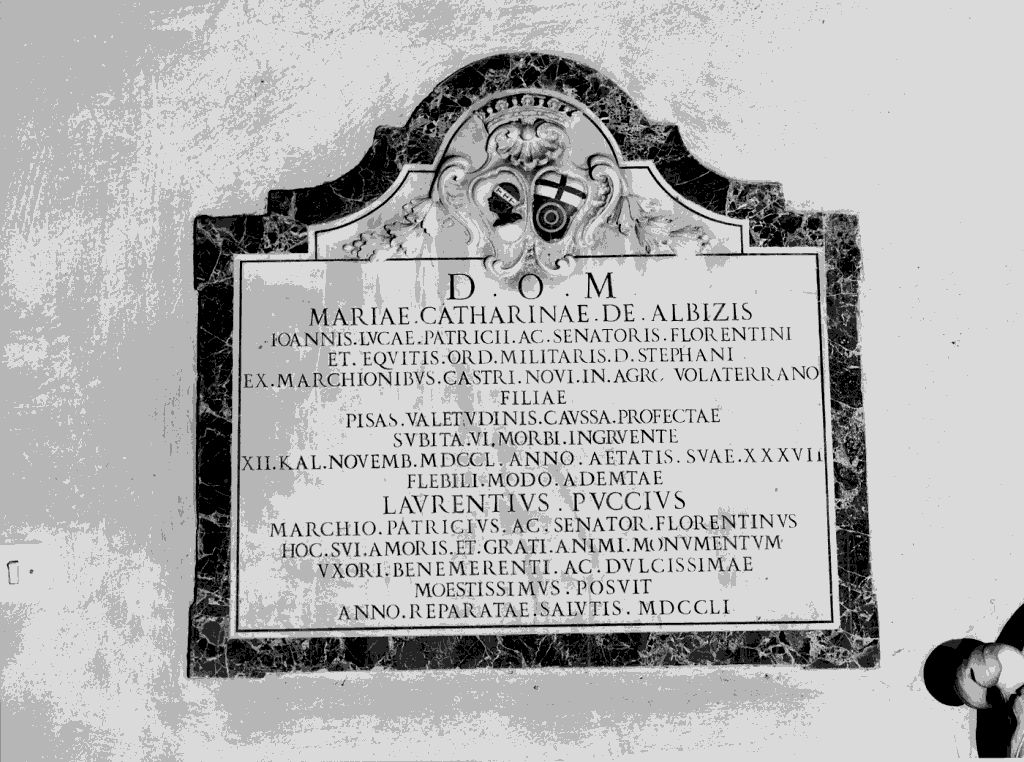 D . O . M
MARIAE.CATHARINAE.DE.ALBIZIS
IOANNIS.LVCAE.PATRICII.AC.SENATORIS.FLORENTINI
ET.EQVITIS.ORD.MILITARIS.D.STEPHANI
EX.MARCHIONIBVS.CASTRI.NOVI.IN.AGRO VOLATERRANO
FILIAE
PISAS.VALETVDINIS.CAVSSA.PROFECTAE
SVBITA.VI.MORBI.INGRVENTE
XII.KAL.NOVEMB.MDCCL.ANNO.AETATIS.SVAE.XXXVII
FLEBILI.MODO.ADEMTAE
LAVRENTIVS.PVCCIVS
MARCHIO.PATRICIVS.AC.SENATOR.FLORENTINVS
HOC.SVI.AMORIS.ET.GRATI.ANIMI.MONVMENTVM
VXORI.BENEMERENTI.AC.DVLCISSIMAE
MOESTISSIMVS.POSVIT
ANNO.REPARATAE.SALVTIS.MDCCLI